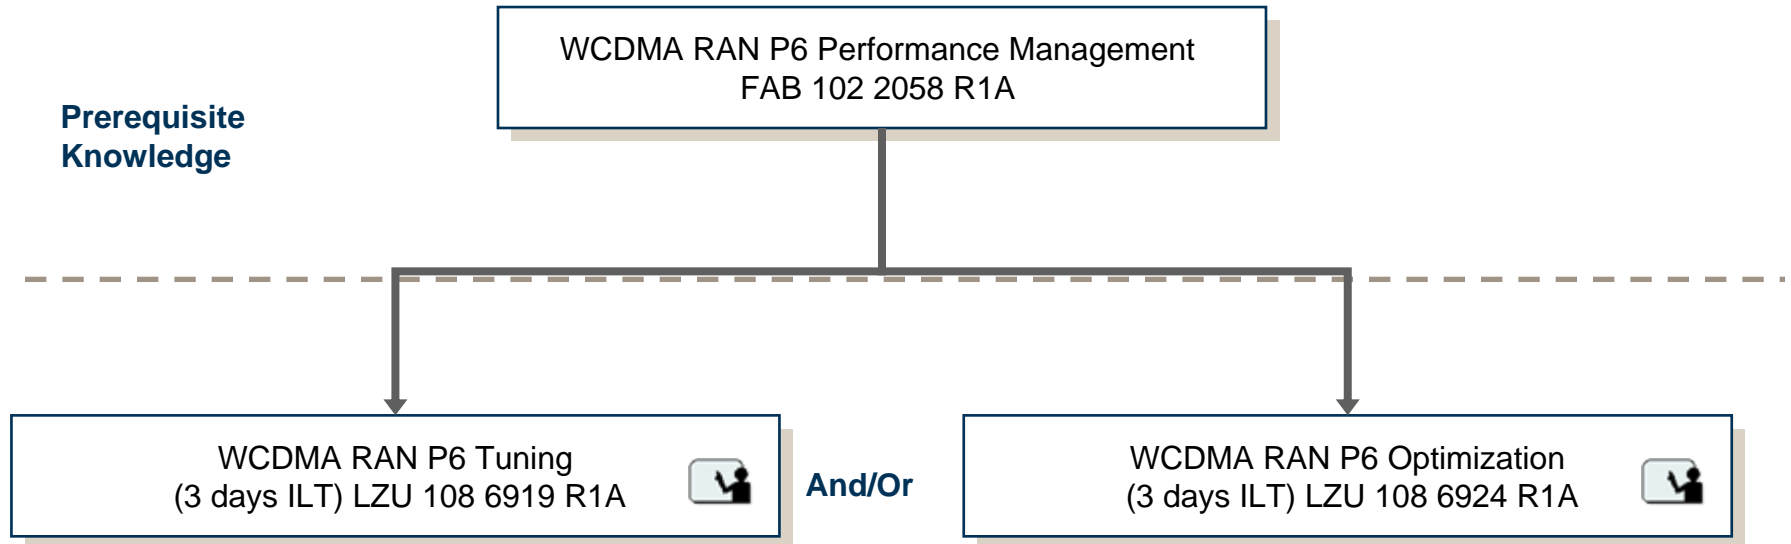 WCDMA RAN P6 Performance Management
FAB 102 2058 R1A
Prerequisite
Knowledge
WCDMA RAN P6 Tuning
(3 days ILT) LZU 108 6919 R1A
And/Or
WCDMA RAN P6 Optimization
(3 days ILT) LZU 108 6924 R1A